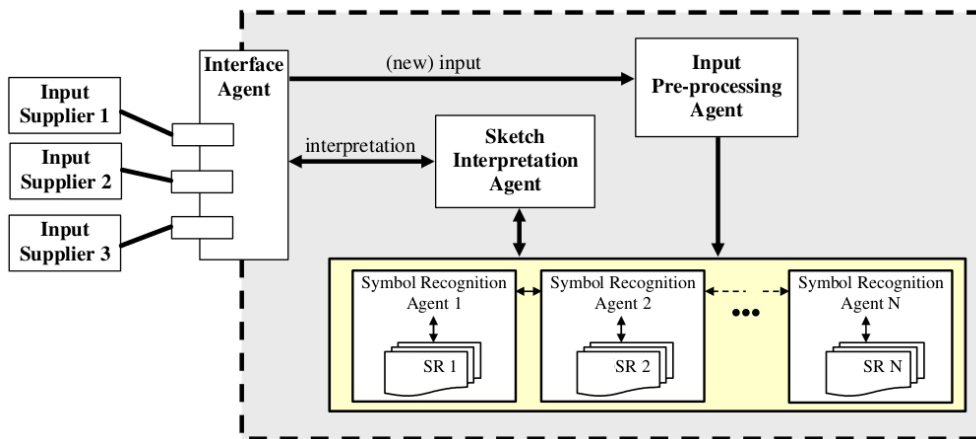 Input
Supplier 1
Input
Supplier 2
Input
Supplier 3
Interface
Agent
(new) input
interpretation
Input
Pre-processing
Agent
Sketch
Interpretation
Agent
Symbol Recognition
Agent 1
SR 1
Symbol Recognition
Agent 2
SR 2
Symbol Recognition
Agent N
SR N